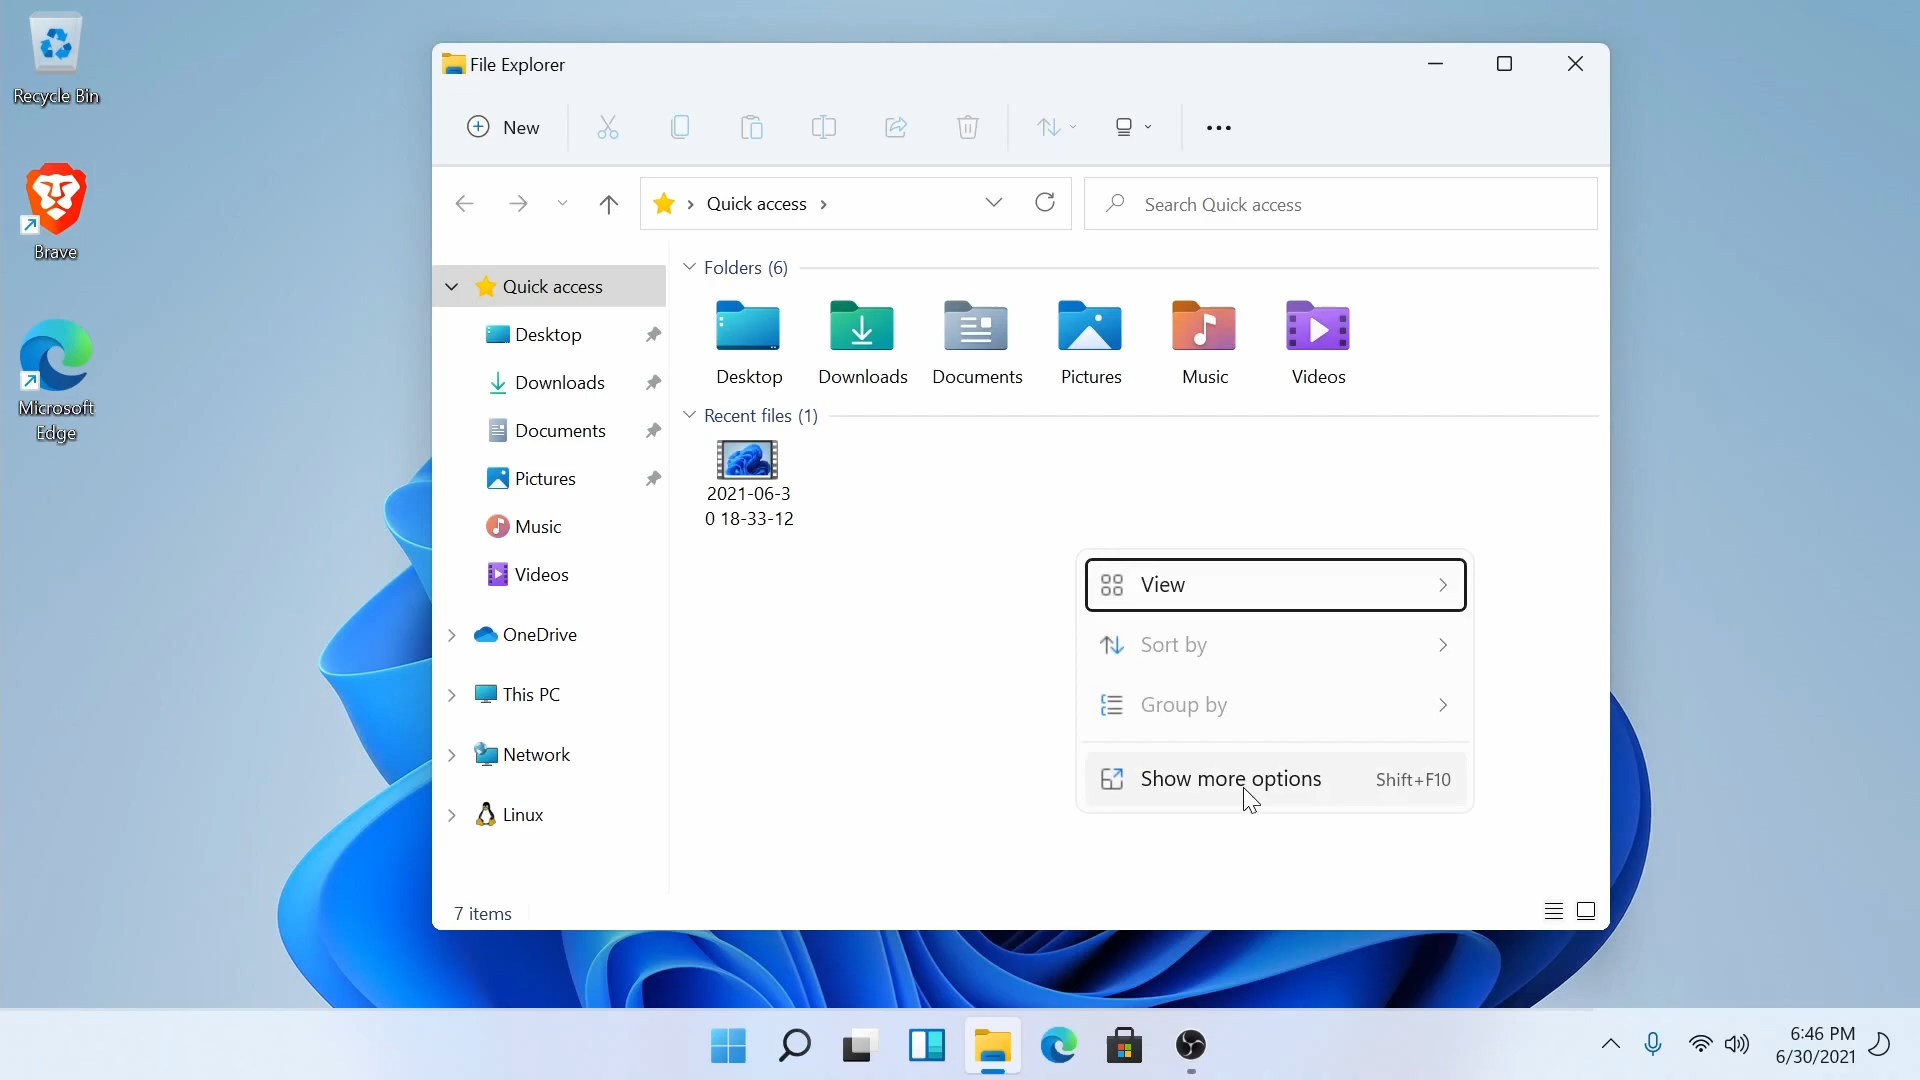 Recycle Bin
Brave
Microsoft
Edge
File Explorer
New
Quick access
Search Quick access
Quick access
Desktop
Downloads
Documents
Pictures
Music
Videos
OneDrive
This PC
Network
Linux
Folders (6)
Desktop Downloads Documents Pictures Music Videos
Recent files (1)
2021-06-3
0 18-33-12
View
Sort by
Group by
Show more options Shift+F10
7 items
6:46 PM
6/30/2021